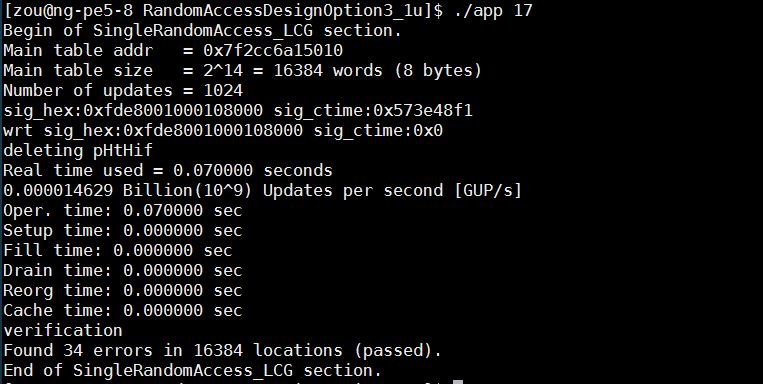 [zou@ng-pe5-8 RandomAccessDesignOption3_1u]$ ./app 17
Begin of SingleRandomAccess_LCG section.
Main table addr   = 0x7f2cc6a15010
Main table size   = 2^14 = 16384 words (8 bytes)
Number of updates = 1024
sig_hex:0xfde8001000108000 sig_ctime:0x573e48f1
wrt sig_hex:0xfde8001000108000 sig_ctime:0x0
deleting pHtHif
Real time used = 0.070000 seconds
0.000014629 Billion(10^9) Updates per second [GUP/s]
Oper. time: 0.070000 sec
Setup time: 0.000000 sec
Fill time: 0.000000 sec
Drain time: 0.000000 sec
Reorg time: 0.000000 sec
Cache time: 0.000000 sec
verification
Found 34 errors in 16384 locations (passed).
End of SingleRandomAccess_LCG section.